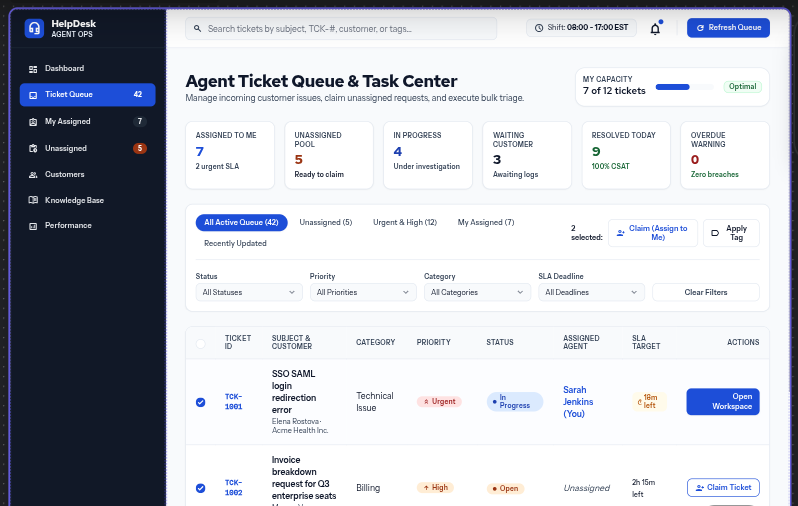 HelpDesk
AGENT OPS
Search tickets by subject, TCK-#, customer, or tags...
Shift: 08:00 - 17:00 EST
Refresh Queue
Dashboard
Ticket Queue 42
My Assigned 7
Unassigned 5
Customers
Knowledge Base
Performance
Agent Ticket Queue & Task Center
Manage incoming customer issues, claim unassigned requests, and execute bulk triage.
MY CAPACITY
7 of 12 tickets
Optimal
ASSIGNED TO ME
7
2 urgent SLA
UNASSIGNED
POOL
5
Ready to claim
IN PROGRESS
4
Under investigation
WAITING
CUSTOMER
3
Awaiting logs
RESOLVED TODAY
9
100% CSAT
OVERDUE
WARNING
0
Zero breaches
All Active Queue (42)
Unassigned (5)
Urgent & High (12)
My Assigned (7)
Recently Updated
2
selected:
Claim (Assign to
Me)
Apply
Tag
Status
All Statuses
Priority
All Priorities
Category
All Categories
SLA Deadline
All Deadlines
Clear Filters
TICKET
ID
SUBJECT &
CUSTOMER
CATEGORY
PRIORITY
STATUS
ASSIGNED
AGENT
SLA
TARGET
ACTIONS
TCK-
1001
SSO SAML
login
redirection
error
Elena Rostova ·
Acme Health Inc.
Technical
Issue
Urgent
In
Progress
Sarah
Jenkins
(You)
18m
left
Open
Workspace
TCK-
1002
Invoice
breakdown
request for Q3
enterprise seats
Billing
High
Open
Unassigned
2h 15m
left
Claim Ticket